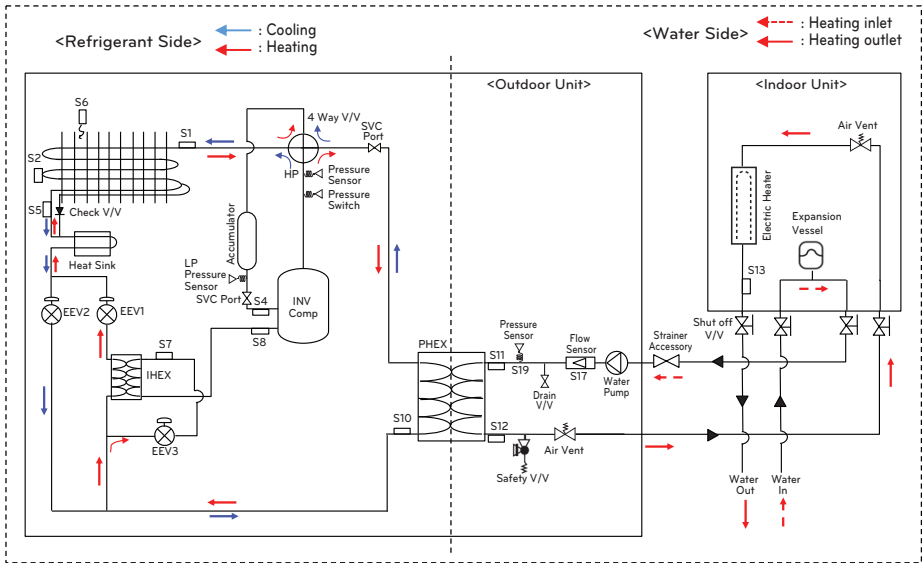 <Refrigerant Side>
: Cooling
: Heating
<Water Side>
: Heating inlet
: Heating outlet
<Outdoor Unit>
<Indoor Unit>
S6
S1
S2
S5
Check V/V
Heat Sink
EEV2
EEV1
S7
IHEX
EEV3
4 Way V/V
SVC
Port
HP
Pressure
Sensor
Pressure
Switch
Accumulator
LP
Pressure
Sensor
SVC Port
S4
S8
INV
Comp
PHEX
S10
S11
S12
Pressure
Sensor
S19
Drain
V/V
Flow
Sensor
S17
Water
Pump
Strainer
Accessory
Air Vent
Safety V/V
Air Vent
Electric Heater
Expansion
Vessel
S13
Shut off
V/V
Water
Out
Water
In